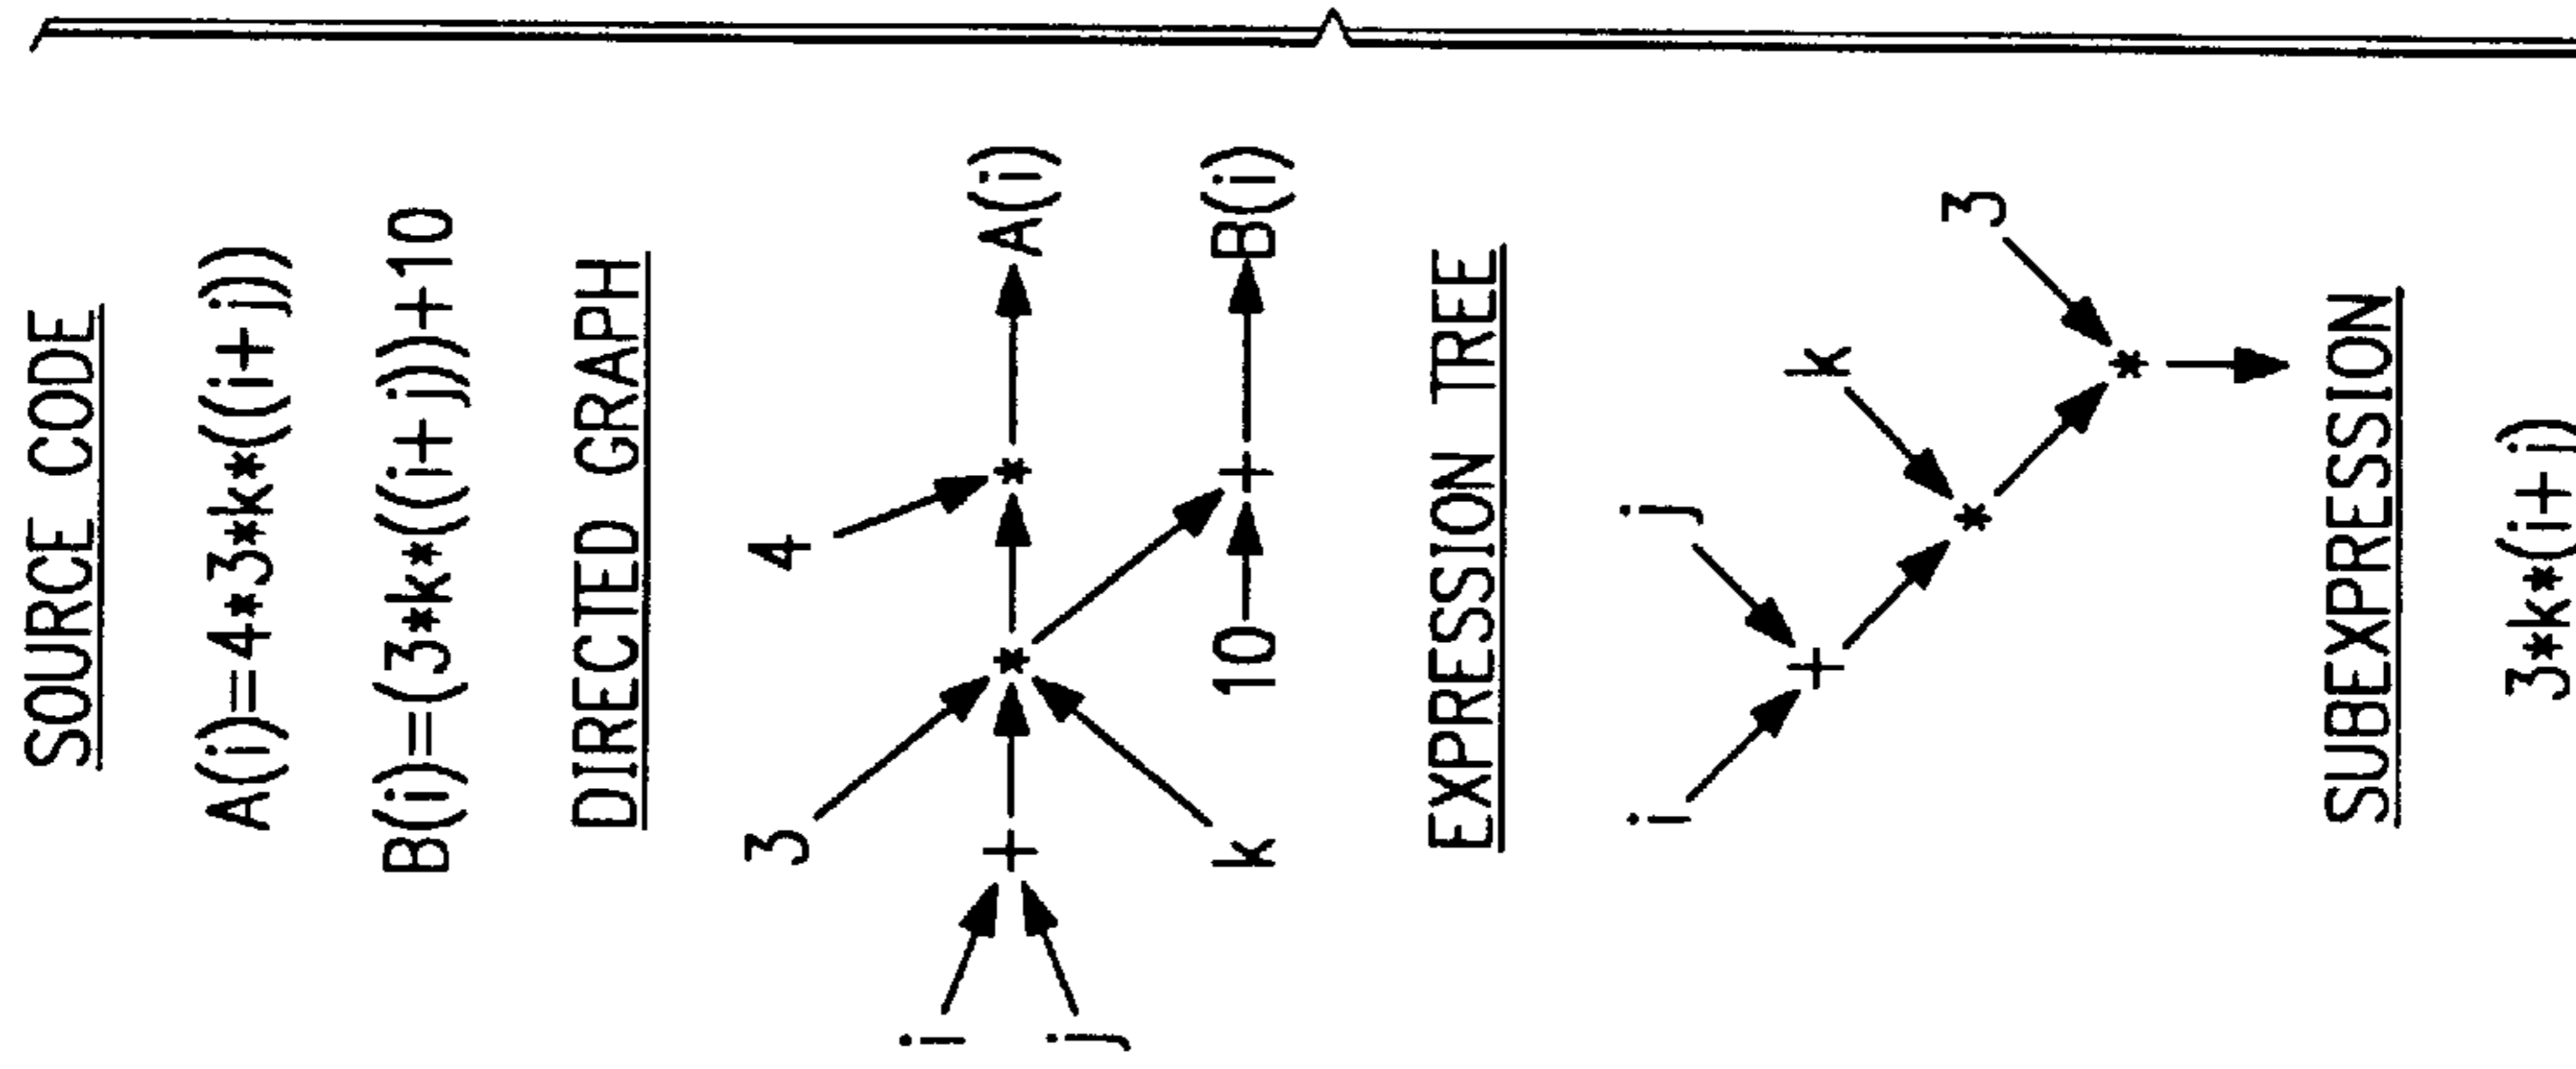 SOURCE CODE
A(i)=4*3*k*((i+j))
B(i)=(3*k*((i+j))+10
DIRECTED GRAPH
3 4
i
+ * * A(i)
j
k 10 + B(i)
EXPRESSION TREE
i j
+ k
* 3
*
SUBEXPRESSION
3*k*(i+j)